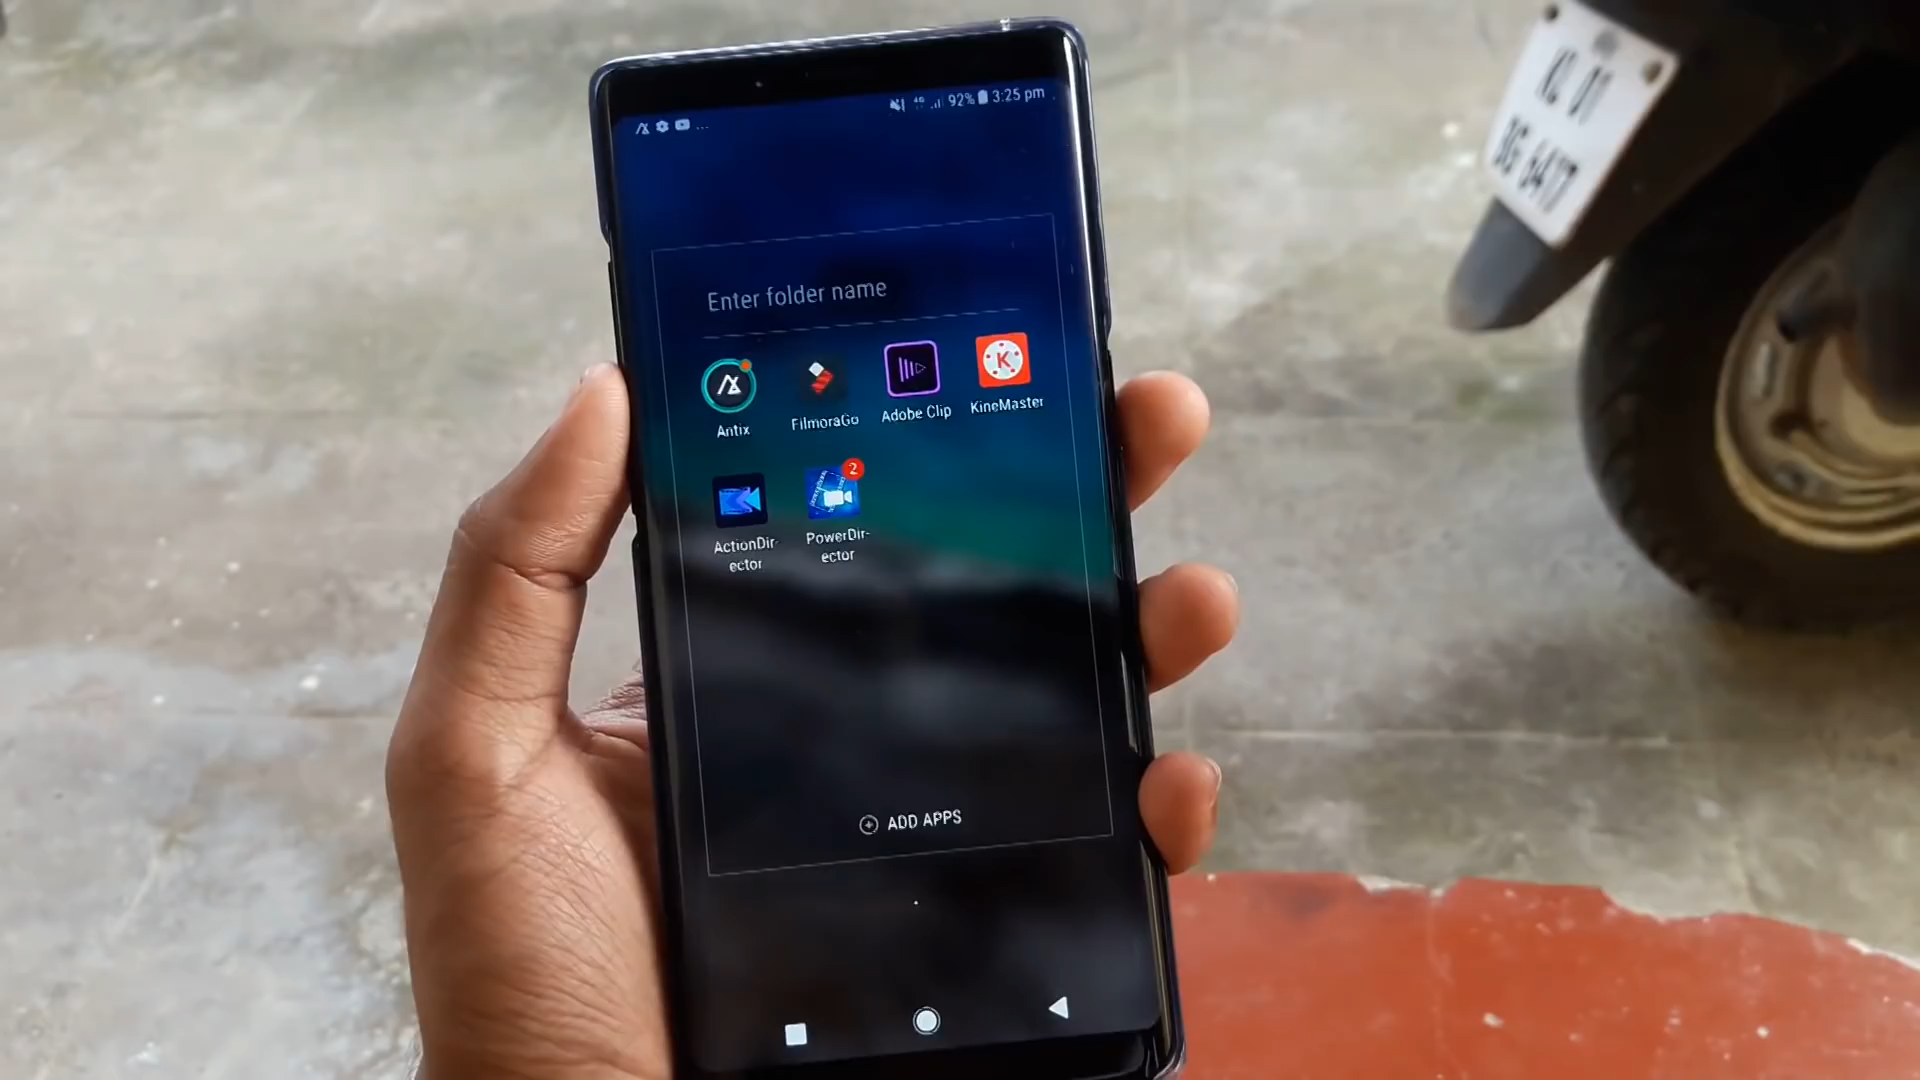 4G 92% 3:25 pm
Enter folder name
Antix
FilmoraGo
Adobe Clip
KineMaster
K
2
ActionDir-
ector
PowerDir-
ector
ADD APPS